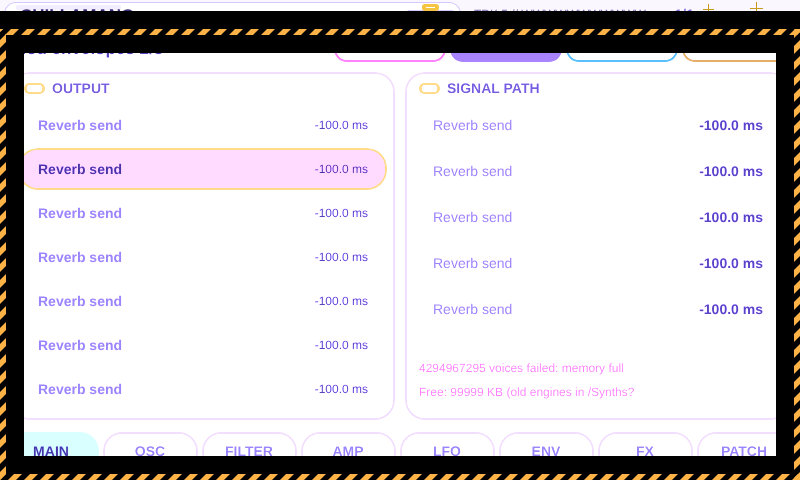 OUTPUT
Reverb send -100.0 ms
Reverb send -100.0 ms
Reverb send -100.0 ms
Reverb send -100.0 ms
Reverb send -100.0 ms
Reverb send -100.0 ms
Reverb send -100.0 ms
SIGNAL PATH
Reverb send -100.0 ms
Reverb send -100.0 ms
Reverb send -100.0 ms
Reverb send -100.0 ms
Reverb send -100.0 ms
4294967295 voices failed: memory full
Free: 99999 KB (old engines in /Synths?
MAIN OSC FILTER AMP LFO ENV FX PATCH